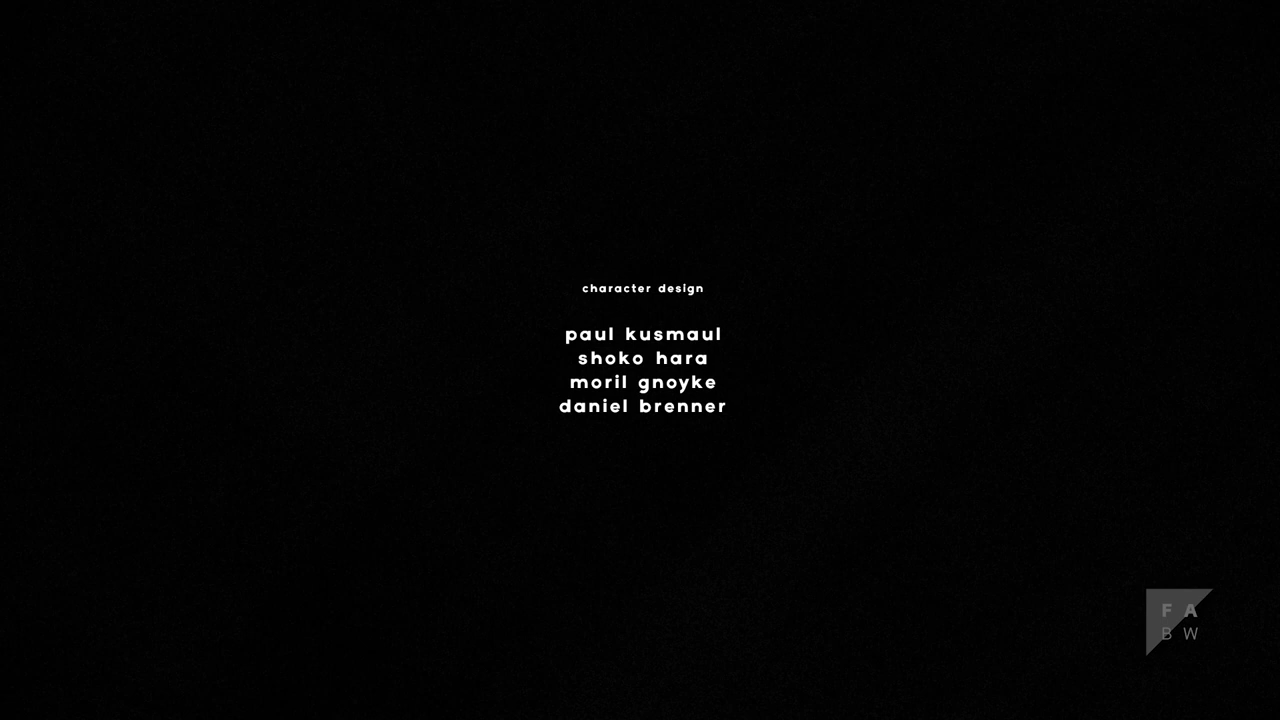 character design
paul kusmaul
shoko hara
moril gnoyke
daniel brenner
F A
B W